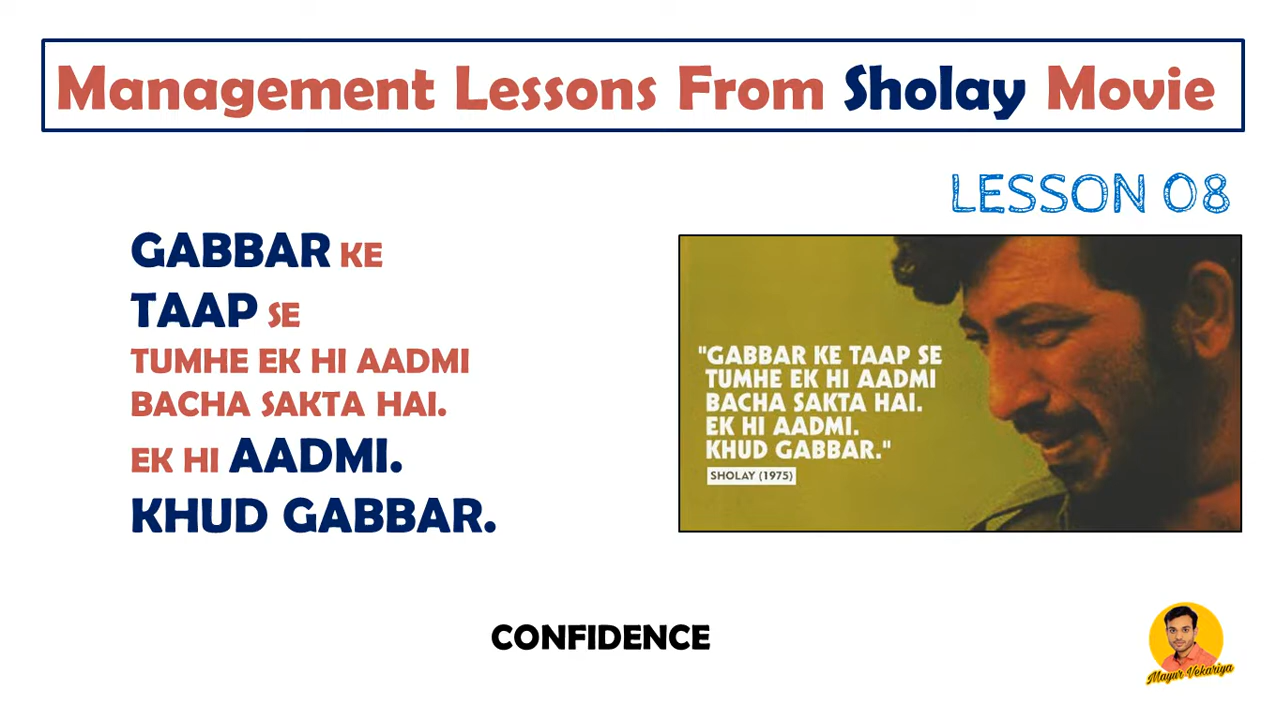 Management Lessons From Sholay Movie
LESSON 08
GABBAR KE
TAAP SE
TUMHE EK HI AADMI
BACHA SAKTA HAI.
EK HI AADMI.
KHUD GABBAR.
"GABBAR KE TAAP SE
TUMHE EK HI AADMI
BACHA SAKTA HAI.
EK HI AADMI.
KHUD GABBAR."
SHOLAY (1975)
CONFIDENCE
Mayur Vekariya